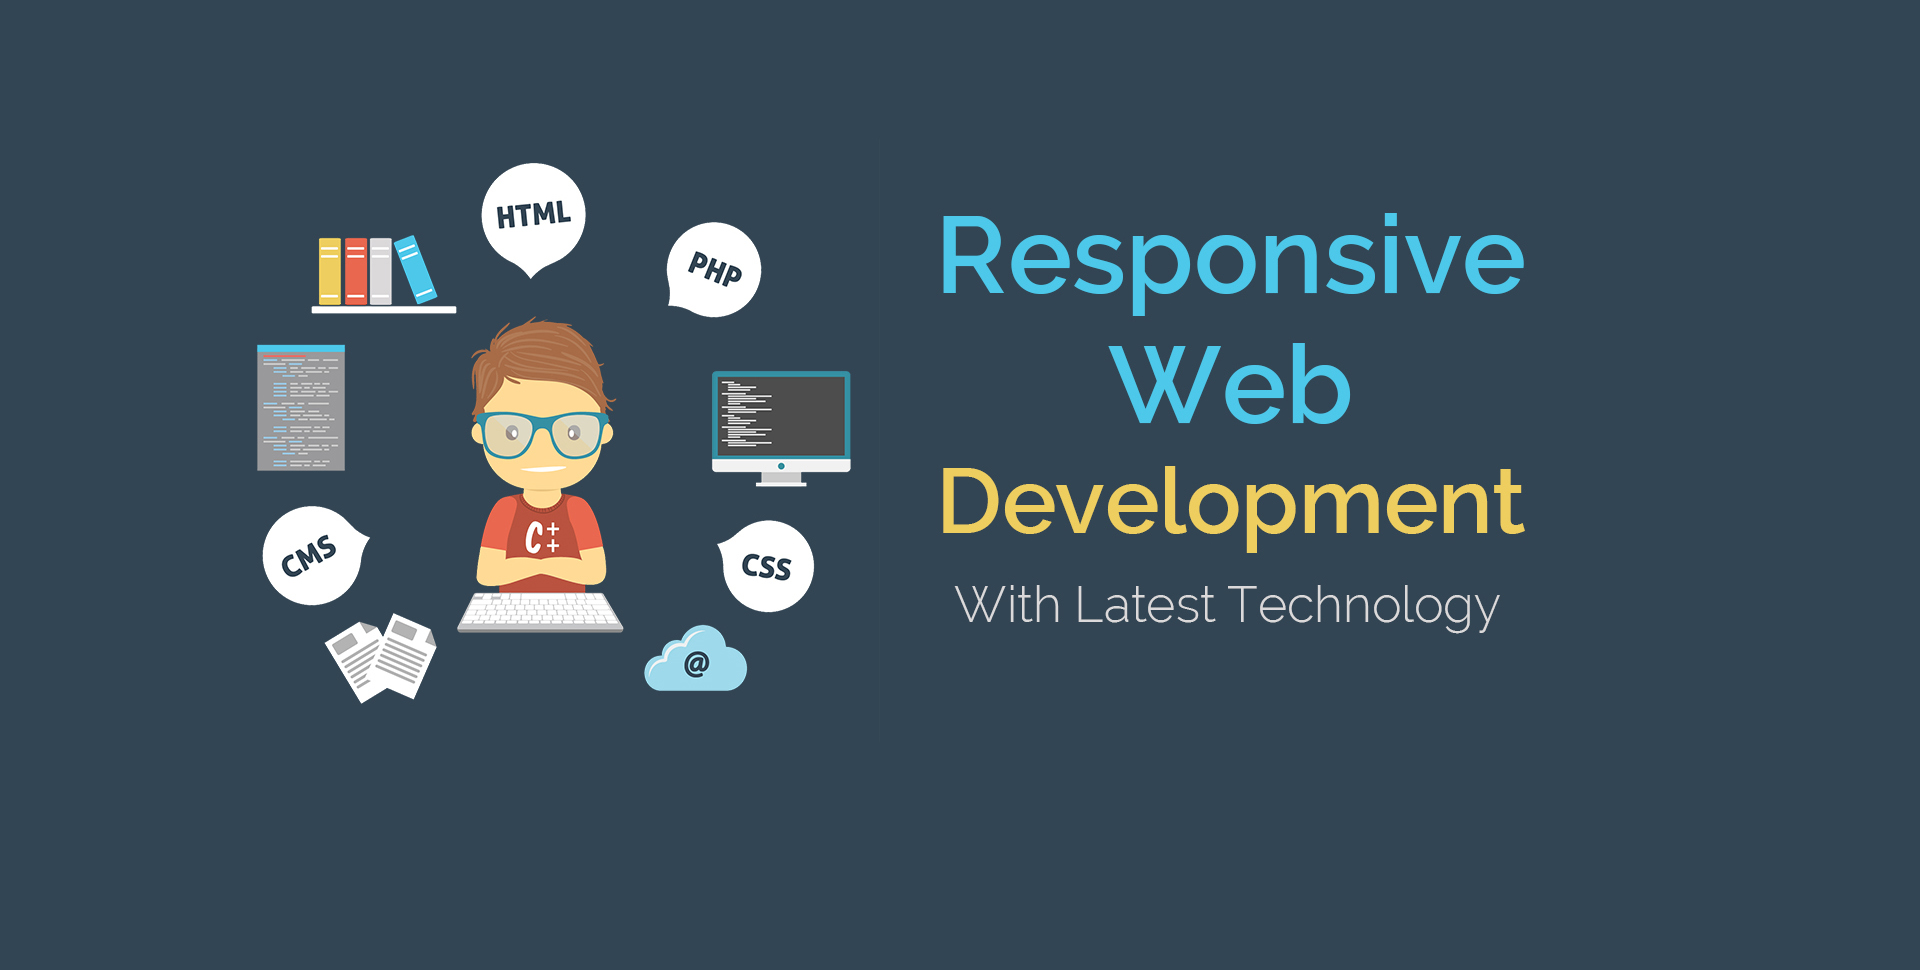 HTML
PHP
CMS
C++
CSS
@
Responsive
Web
Development
With Latest Technology